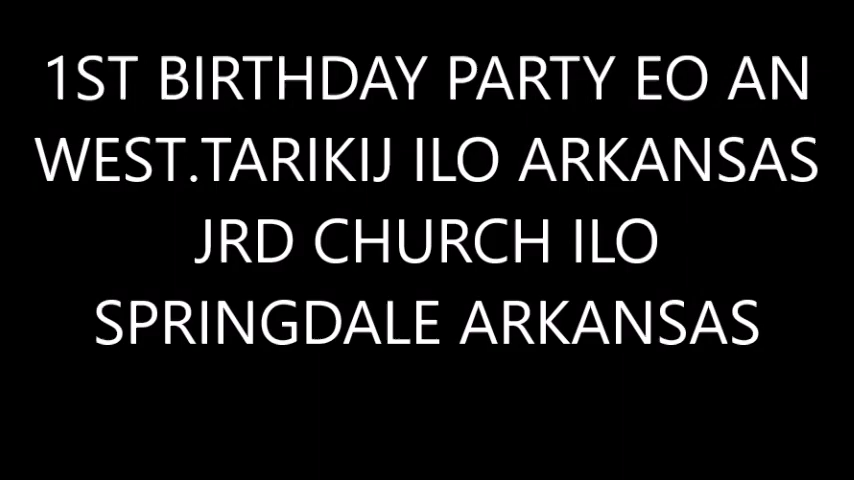 1ST BIRTHDAY PARTY EO AN
WEST.TARIKIJ ILO ARKANSAS
JRD CHURCH ILO
SPRINGDALE ARKANSAS